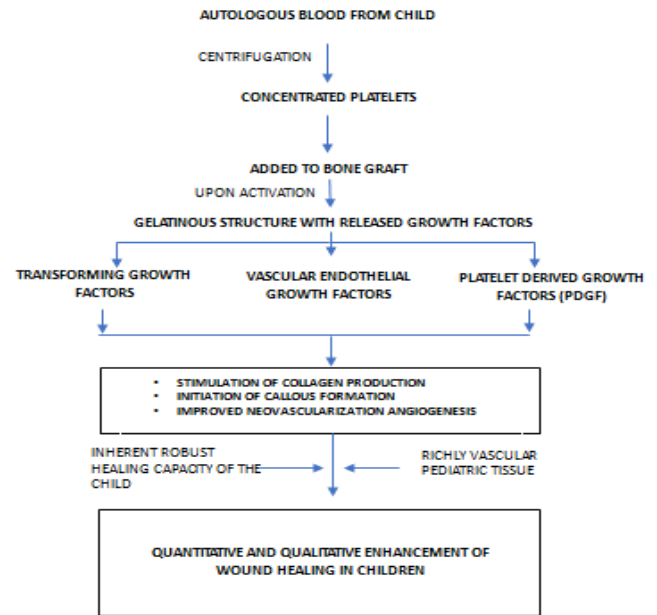 AUTOLOGOUS BLOOD FROM CHILD
CENTRIFUGATION
CONCENTRATED PLATELETS
ADDED TO BONE GRAFT
UPON ACTIVATION
GELATINOUS STRUCTURE WITH RELEASED GROWTH FACTORS
TRANSFORMING GROWTH
FACTORS
VASCULAR ENDOTHELIAL
GROWTH FACTORS
PLATELET DERIVED GROWTH
FACTORS (PDGF)
• STIMULATION OF COLLAGEN PRODUCTION
• INITIATION OF CALLOUS FORMATION
• IMPROVED NEOVASCULARIZATION ANGIOGENESIS
INHERENT ROBUST
HEALING CAPACITY OF THE
CHILD
RICHLY VASCULAR
PEDIATRIC TISSUE
QUANTITATIVE AND QUALITATIVE ENHANCEMENT OF
WOUND HEALING IN CHILDREN